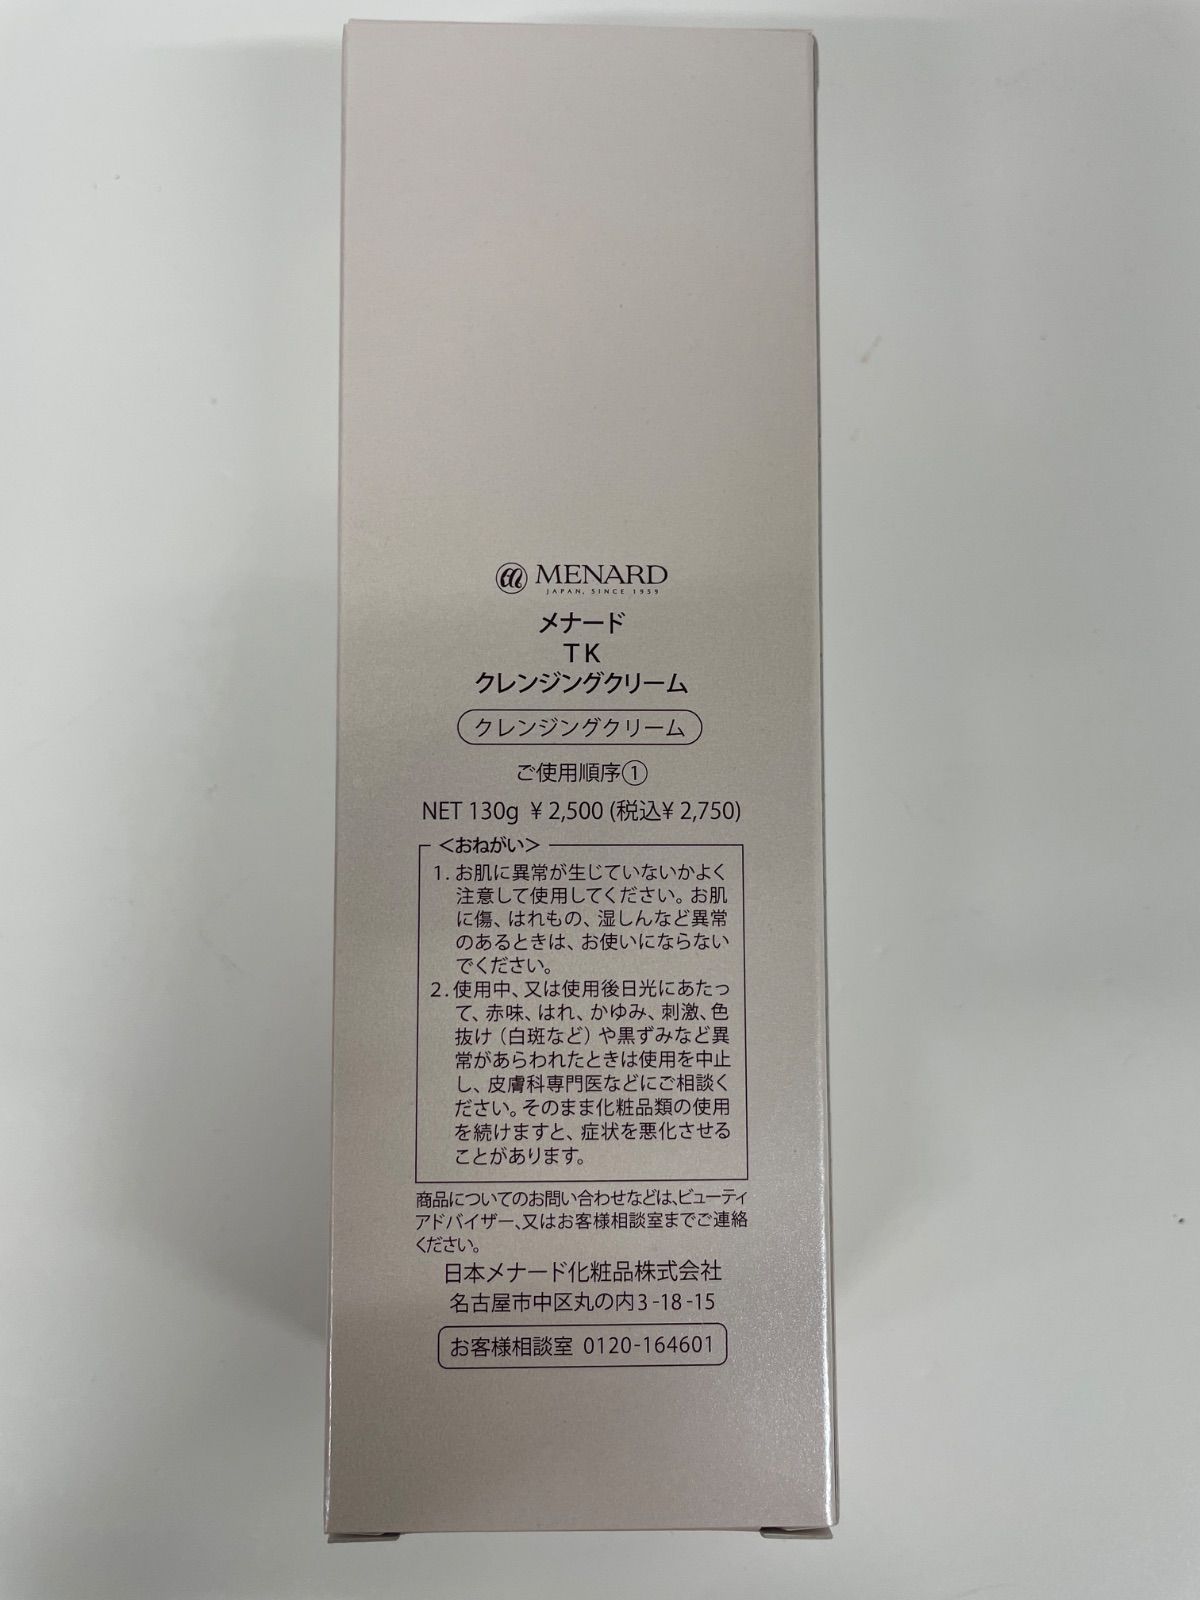 MENARD
JAPAN, SINCE 1959
メナード
TK
クレンジングクリーム
クレンジングクリーム
ご使用順序①
NET 130g ¥2,500 (税込¥2,750)
<おねがい>
1. お肌に異常が生じていないかよく
注意して使用してください。お肌
に傷、はれもの、湿しんなど異常
のあるときは、お使いにならない
でください。
2. 使用中、又は使用後日光にあたっ
て、赤味、はれ、かゆみ、刺激、色
抜け（白斑など）や黒ずみなど異
常があらわれたときは使用を中止
し、皮膚科専門医などにご相談く
ださい。そのまま化粧品類の使用
を続けますと、症状を悪化させる
ことがあります。
商品についてのお問い合わせなどは、ビューティ
アドバイザー、又はお客様相談室までご連絡
ください。
日本メナード化粧品株式会社
名古屋市中区丸の内3-18-15
お客様相談室 0120-164601